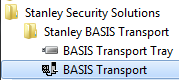 Stanley Security Solutions
Stanley BASIS Transport
BASIS Transport Tray
BASIS Transport